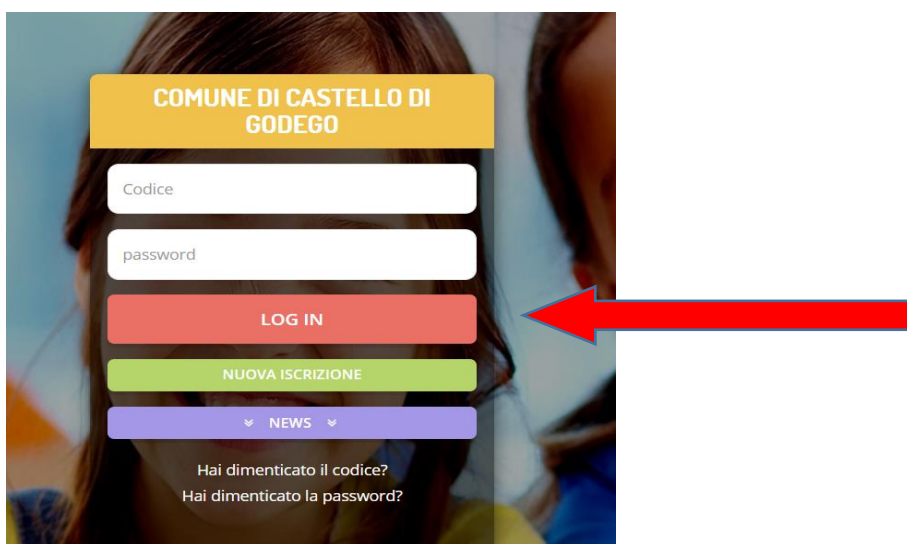 COMUNE DI CASTELLO DI
GODEGO
Codice
password
LOG IN
NUOVA ISCRIZIONE
NEWS
Hai dimenticato il codice?
Hai dimenticato la password?